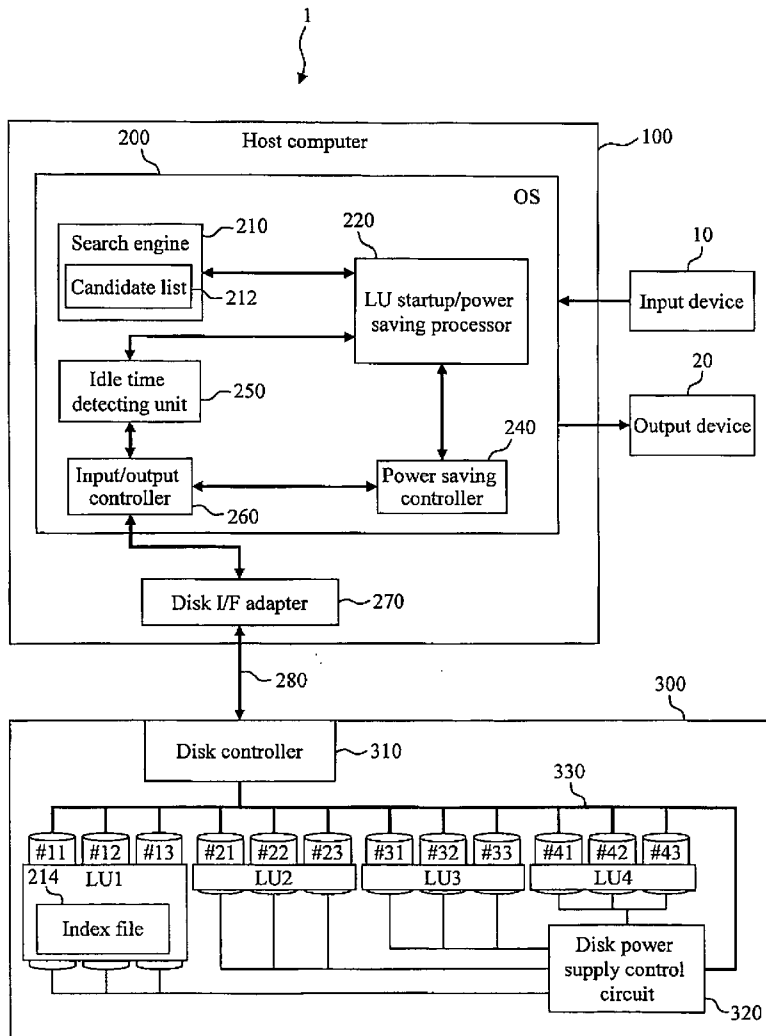 1
Host computer
100
200
OS
210
Search engine
Candidate list
212
220
LU startup/power
saving processor
10
Input device
20
Output device
Idle time
detecting unit
250
240
Input/output
controller
260
Power saving
controller
Disk I/F adapter
270
280
300
Disk controller
310
330
#11 #12 #13 #21 #22 #23 #31 #32 #33 #41 #42 #43
LU1 LU2 LU3 LU4
214
Index file
Disk power
supply control
circuit
320